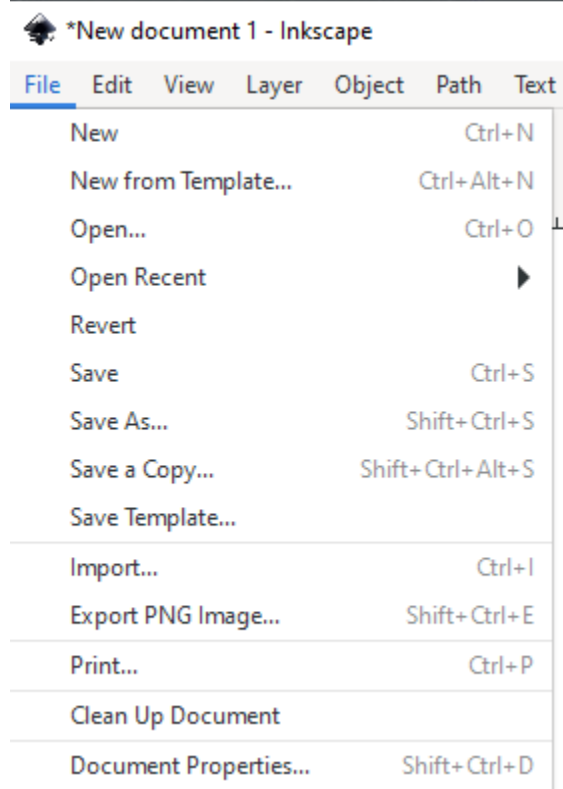 *New document 1 - Inkscape
File Edit View Layer Object Path Text
New Ctrl+N
New from Template... Ctrl+Alt+N
Open... Ctrl+O
Open Recent
Revert
Save Ctrl+S
Save As... Shift+Ctrl+S
Save a Copy... Shift+Ctrl+Alt+S
Save Template...
Import... Ctrl+I
Export PNG Image... Shift+Ctrl+E
Print... Ctrl+P
Clean Up Document
Document Properties... Shift+Ctrl+D